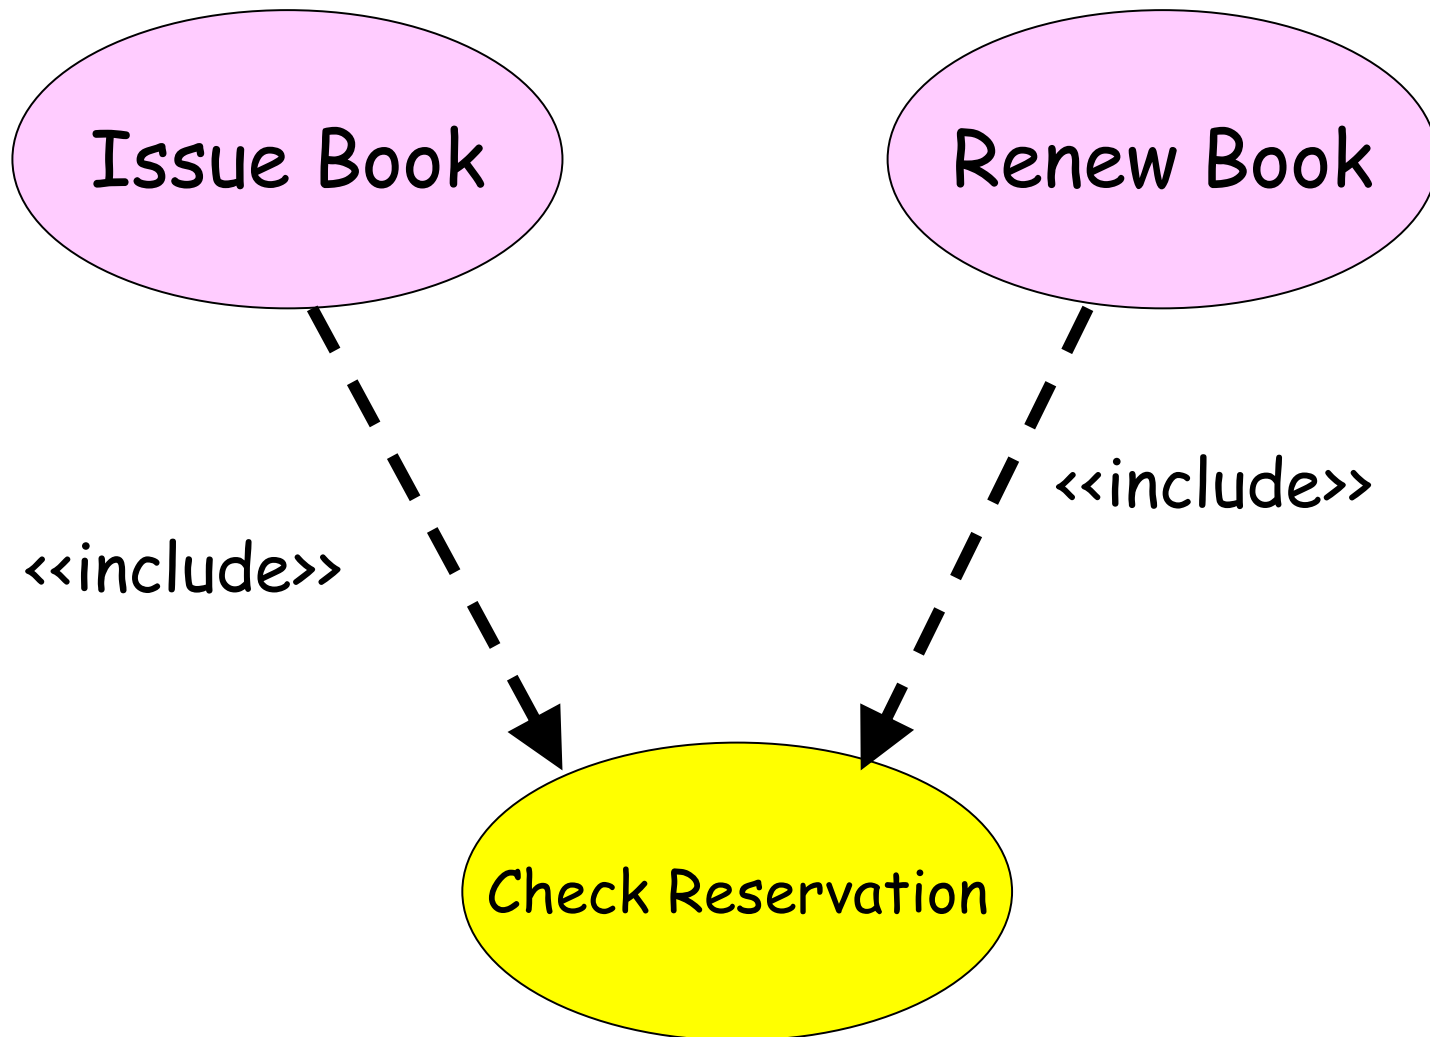 Issue Book
Renew Book
<<include>>
<<include>>
Check Reservation